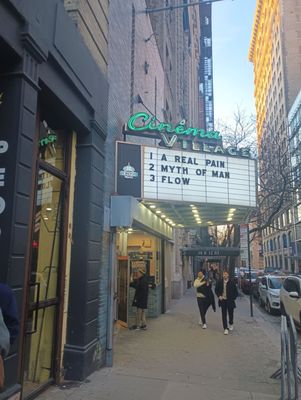 Cinema
VILLAGE
1 A REAL PAIN
2 MYTH OF MAN
3 FLOW